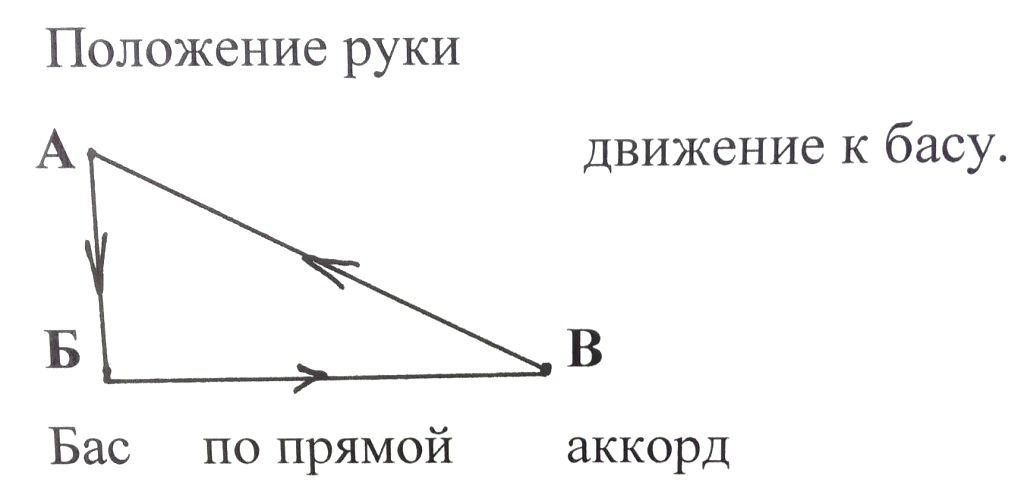 Положение руки
А
движение к басу.
Б
В
Бас по прямой аккорд